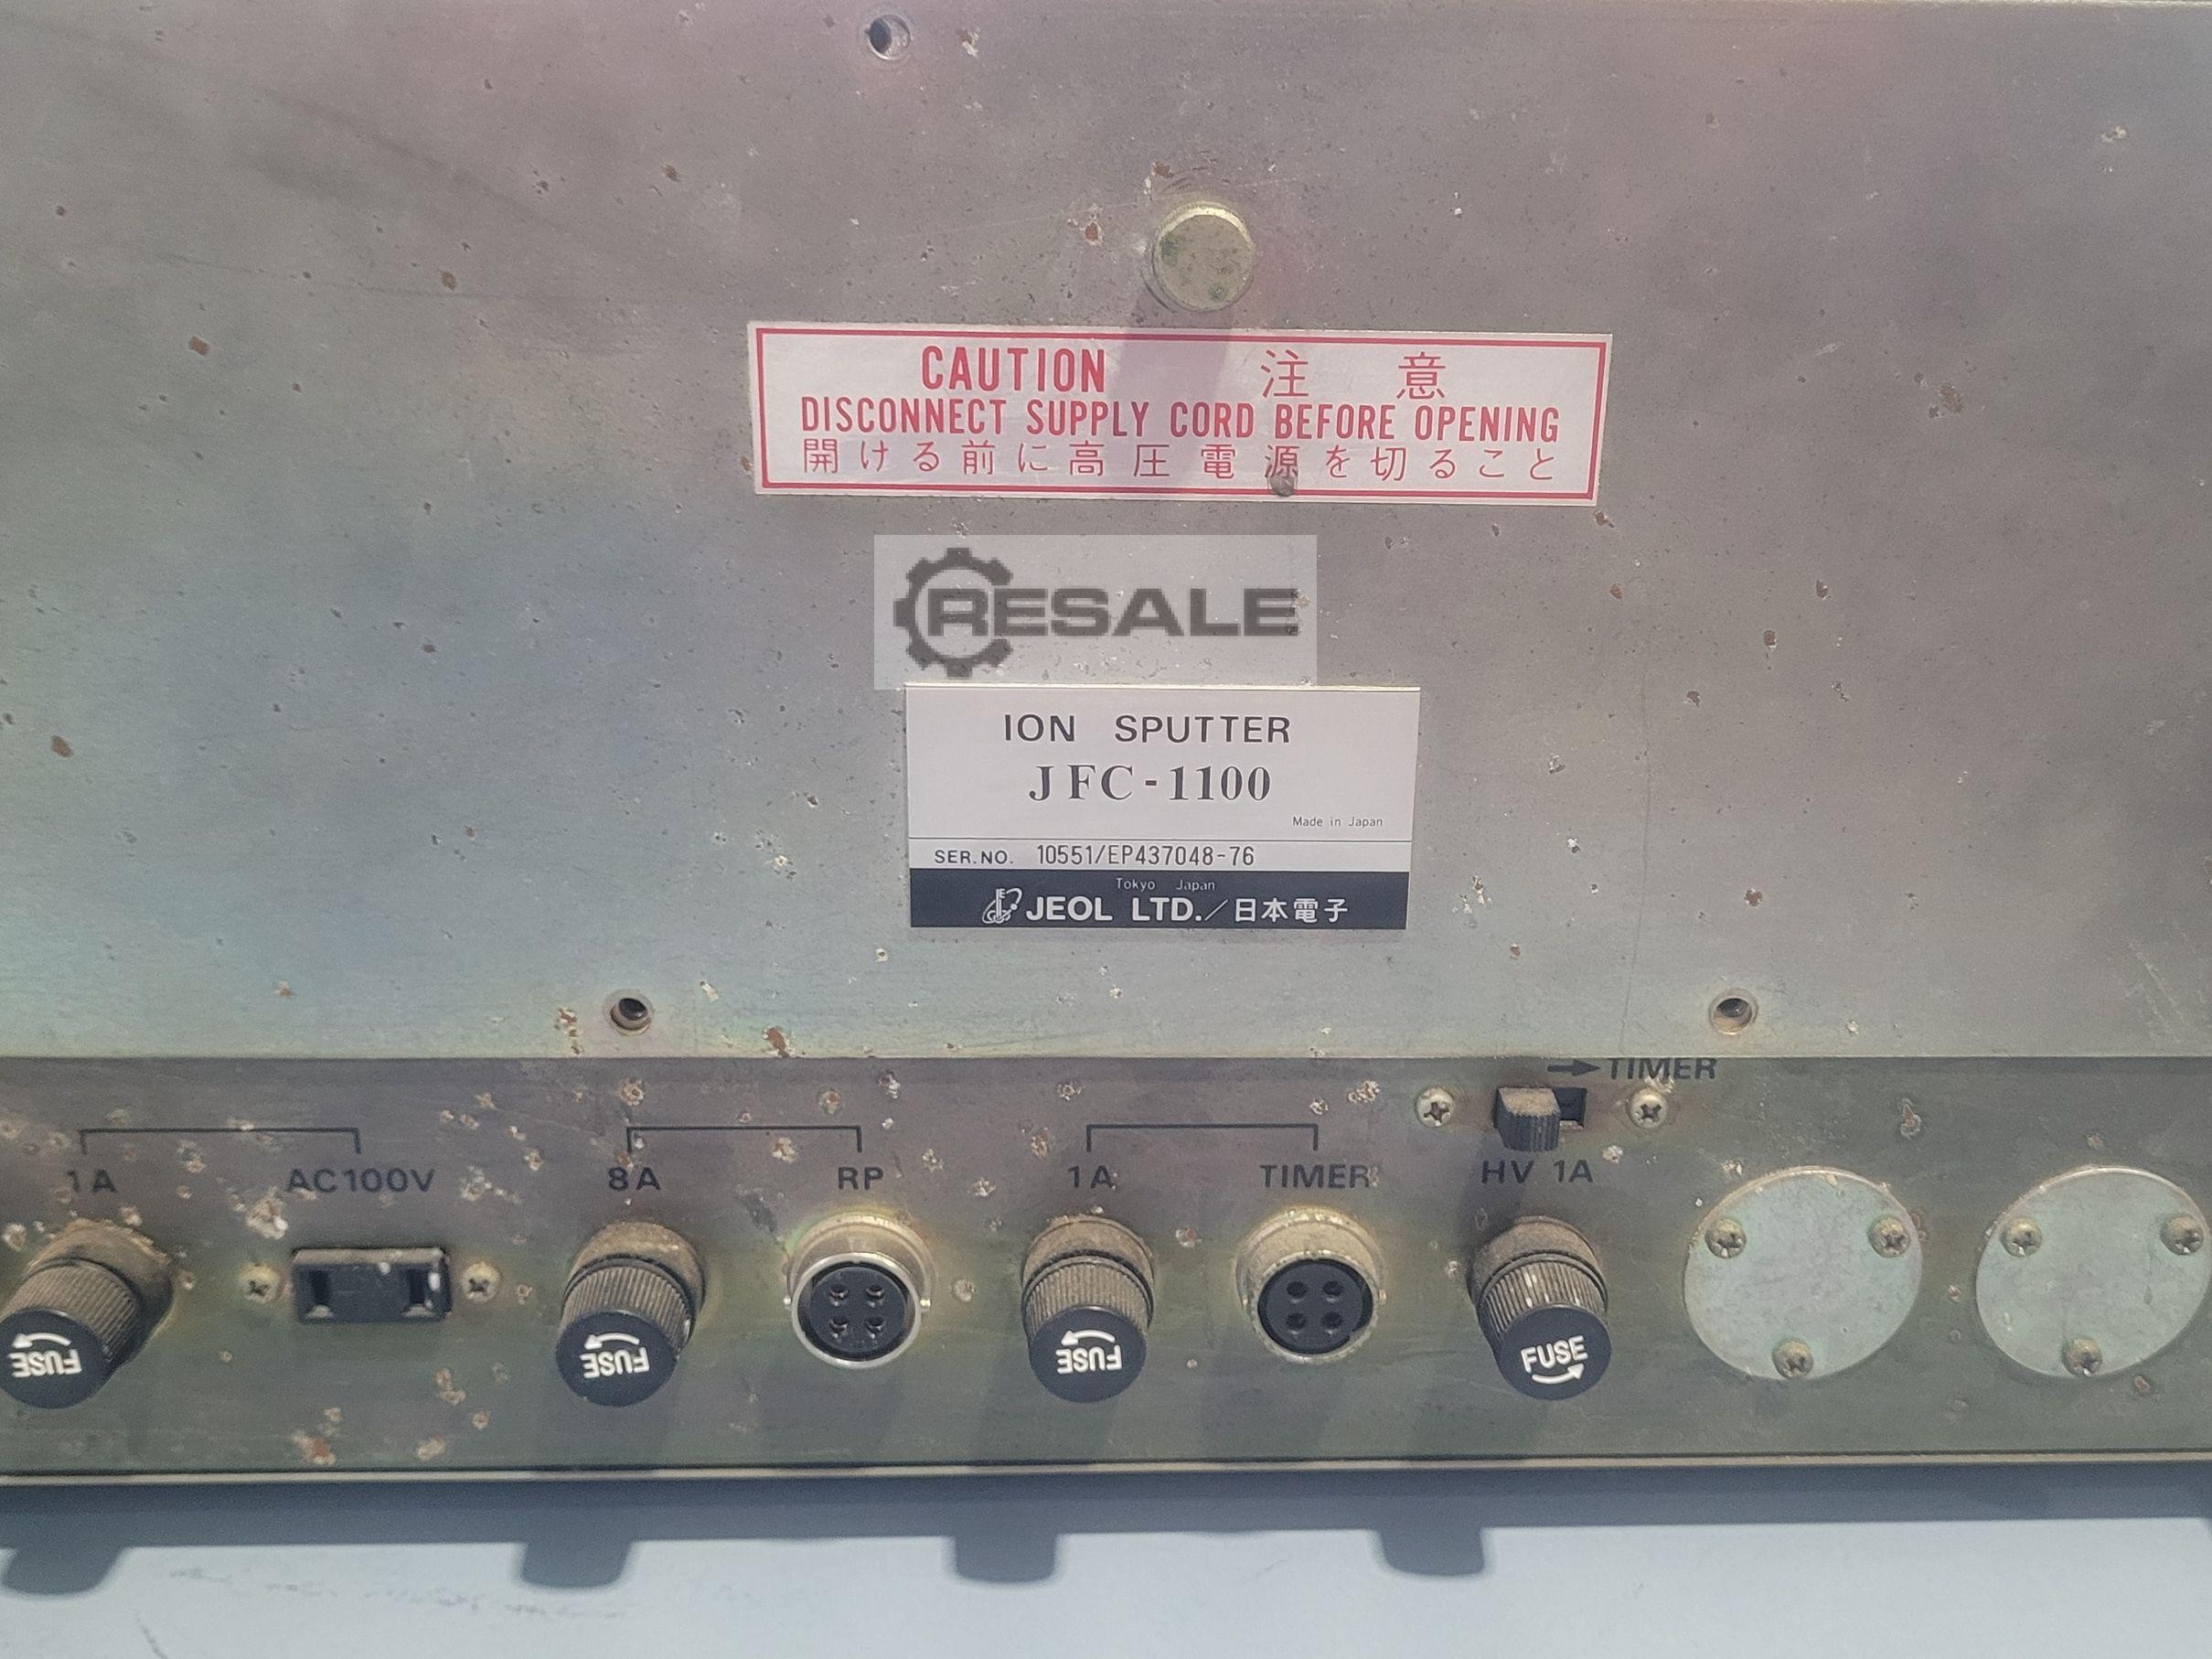 CAUTION 注意
DISCONNECT SUPPLY CORD BEFORE OPENING
開ける前に高圧電源を切ること
RESALE
ION SPUTTER
JFC-1100
Made in Japan
SER.NO. 10551/EP437048-76
Tokyo Japan
JEOL LTD./日本電子
→TIMER
1A AC100V 8A RP 1A TIMER HV 1A
FUSE FUSE FUSE FUSE